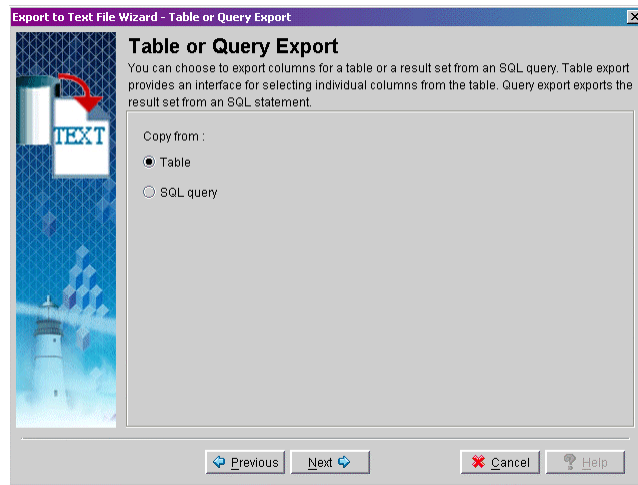 Export to Text File Wizard - Table or Query Export
Table or Query Export
You can choose to export columns for a table or a result set from an SQL query. Table export
provides an interface for selecting individual columns from the table. Query export exports the
result set from an SQL statement.
TEXT
Copy from :
Table
SQL query
Previous
Next
Cancel
Help